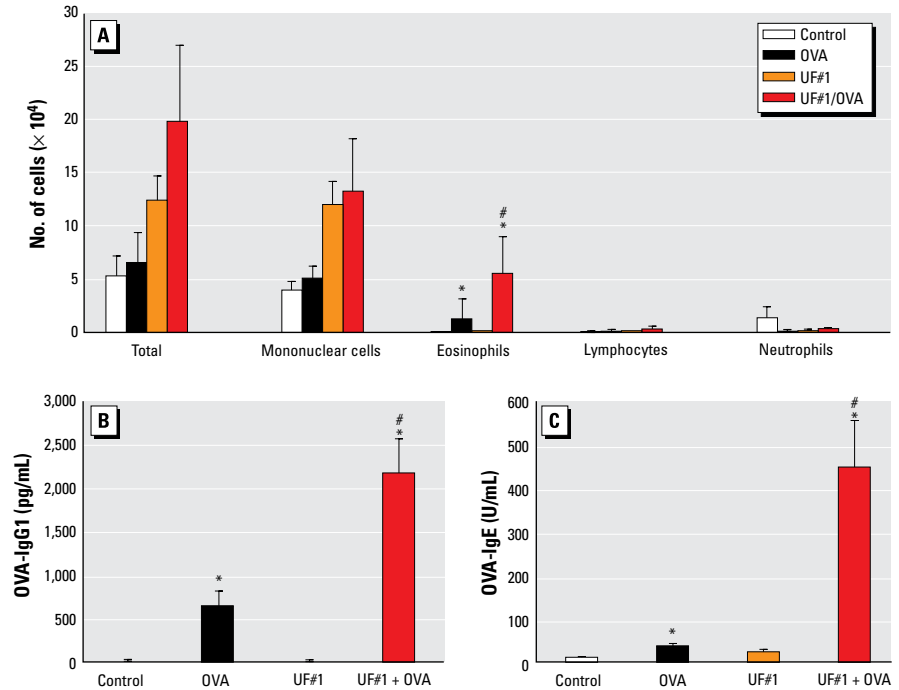 A
No. of cells (× 10⁴)
30
25
20
15
10
5
0
Control
OVA
UF#1
UF#1/OVA
*
#
*
Total Mononuclear cells Eosinophils Lymphocytes Neutrophils
B
OVA-IgG1 (pg/mL)
3,000
2,500
2,000
1,500
1,000
500
0
*
#
*
Control OVA UF#1 UF#1 + OVA
C
OVA-IgE (U/mL)
600
500
400
300
200
100
0
*
#
*
Control OVA UF#1 UF#1 + OVA